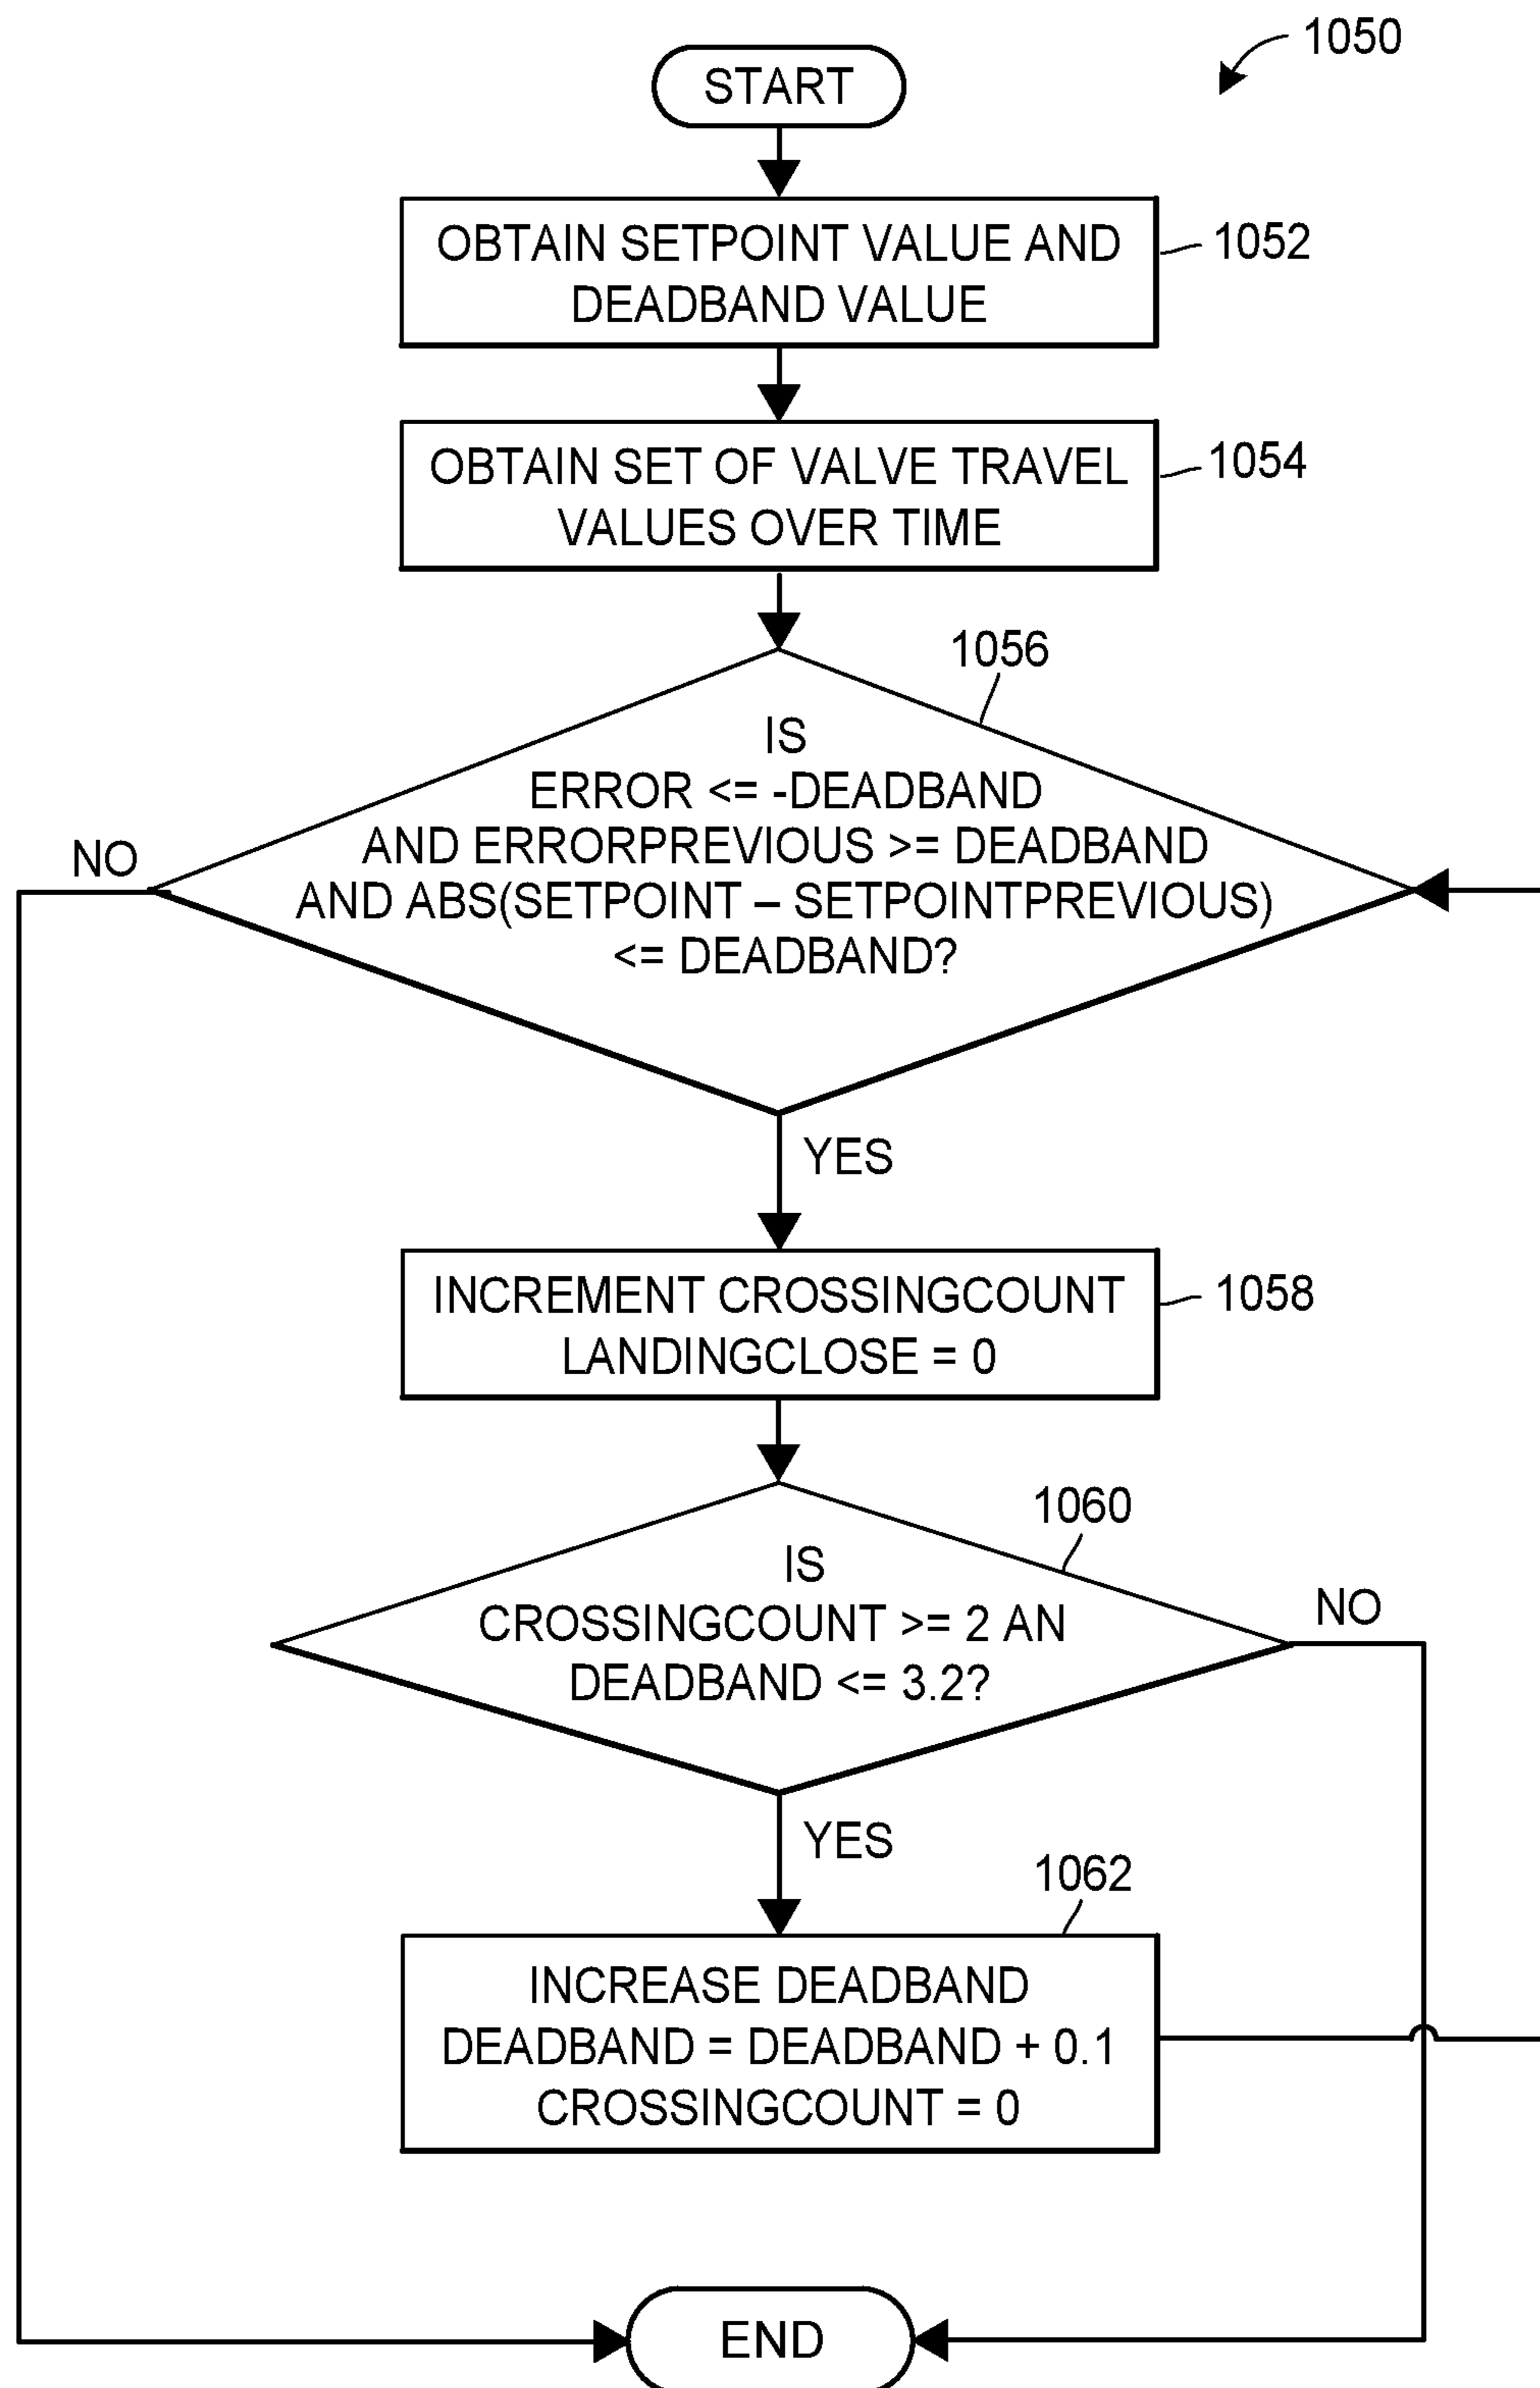 1050
START
OBTAIN SETPOINT VALUE AND
DEADBAND VALUE
1052
OBTAIN SET OF VALVE TRAVEL
VALUES OVER TIME
1054
1056
IS
ERROR <= -DEADBAND
AND ERRORPREVIOUS >= DEADBAND
AND ABS(SETPOINT – SETPOINTPREVIOUS)
<= DEADBAND?
NO
YES
INCREMENT CROSSINGCOUNT
LANDINGCLOSE = 0
1058
1060
IS
CROSSINGCOUNT >= 2 AN
DEADBAND <= 3.2?
NO
YES
1062
INCREASE DEADBAND
DEADBAND = DEADBAND + 0.1
CROSSINGCOUNT = 0
END